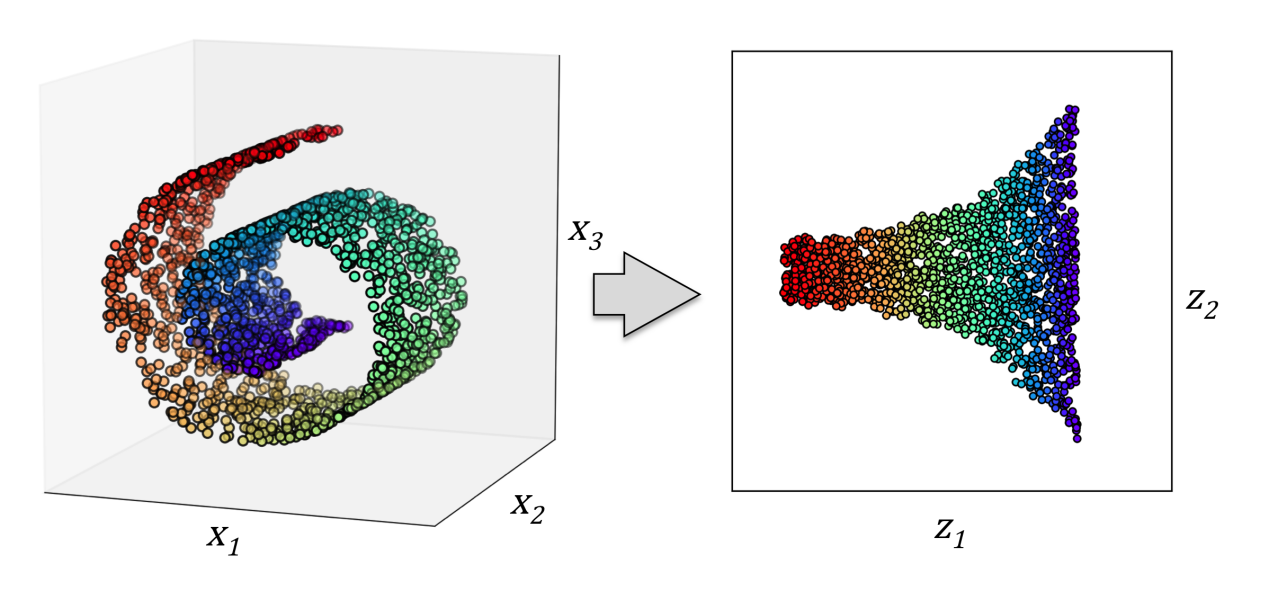 x₃
x₂
x₁
z₂
z₁